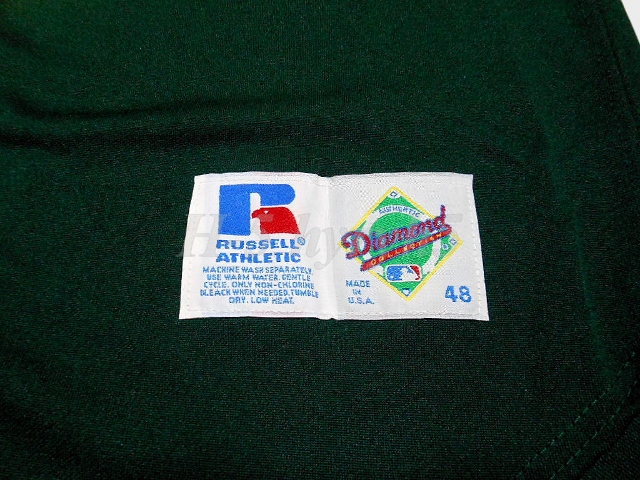 RUSSELL®
ATHLETIC
MACHINE WASH SEPARATELY.
USE WARM WATER. GENTLE
CYCLE. ONLY NON-CHLORINE
BLEACH WHEN NEEDED. TUMBLE
DRY. LOW HEAT.
AUTHENTIC
Diamond
COLLECTION
MADE
IN
U.S.A.
48